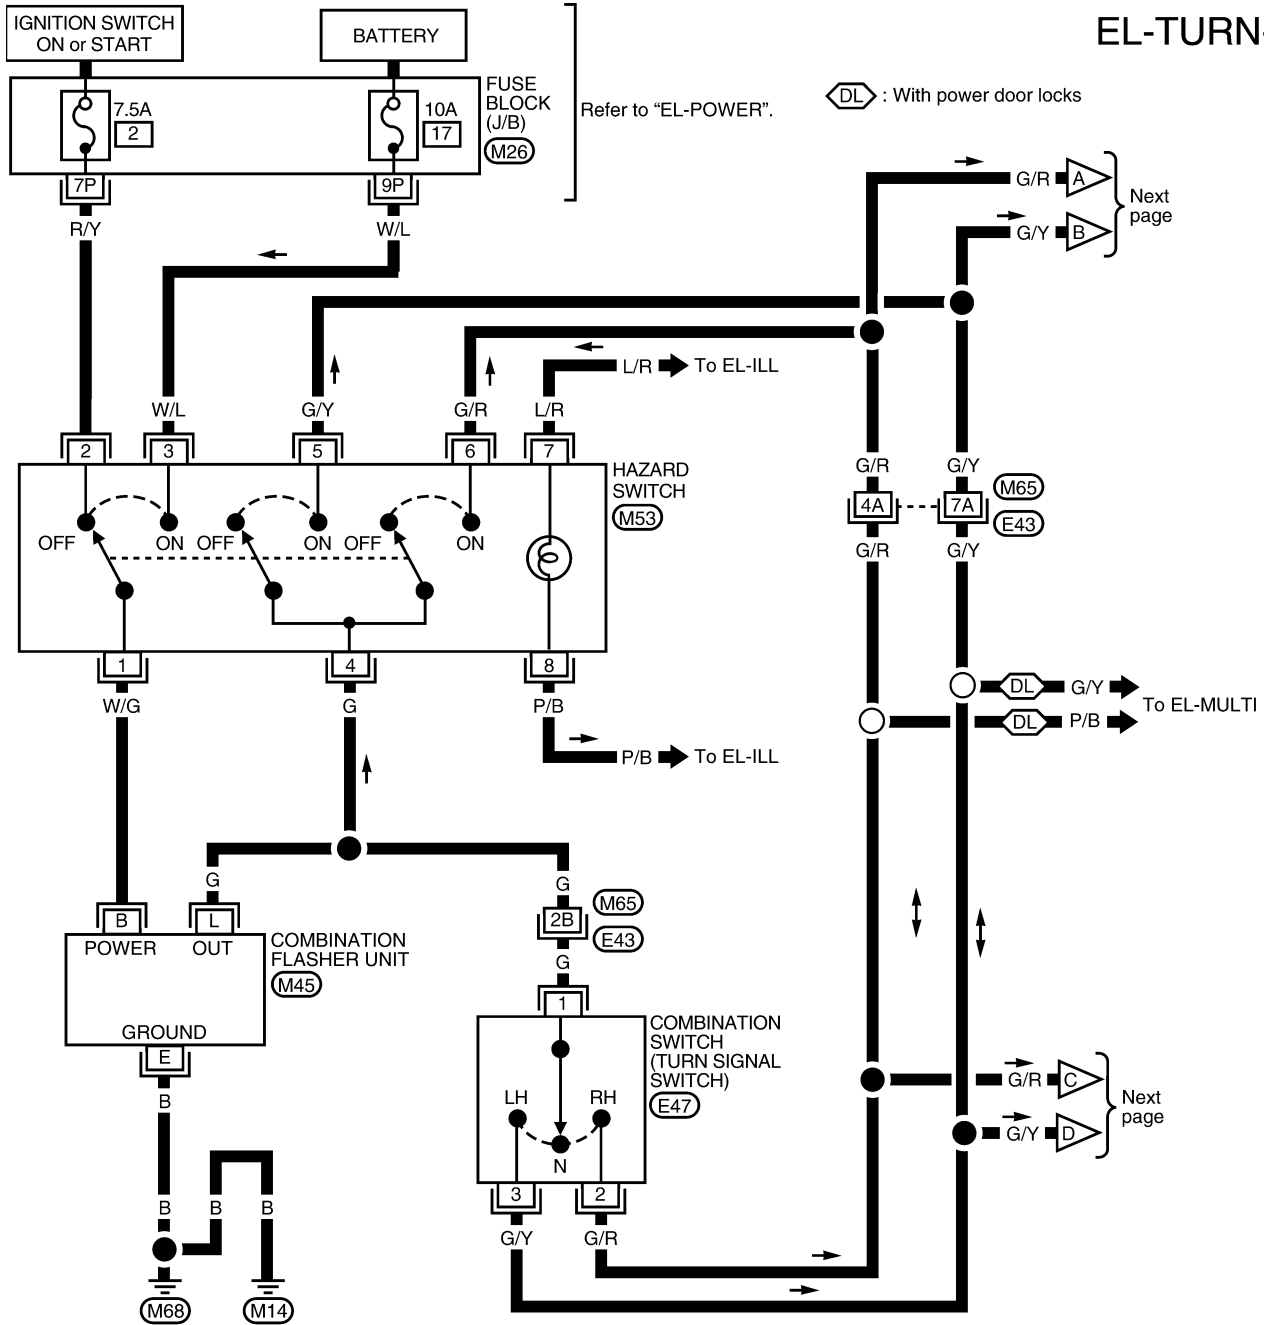 IGNITION SWITCH
ON or START
BATTERY
EL-TURN-
7.5A
2
10A
17
FUSE
BLOCK
(J/B)
M26
Refer to “EL-POWER”.
DL : With power door locks
7P
9P
R/Y
W/L
G/R
A
G/Y
B
Next
page
L/R
To EL-ILL
W/L
G/Y
G/R
L/R
2
3
5
6
7
HAZARD
SWITCH
M53
OFF
ON
OFF
ON
OFF
ON
G/R
G/Y
4A
7A
M65
E43
G/R
G/Y
1
4
8
W/G
G
P/B
P/B
To EL-ILL
DL
G/Y
DL
P/B
To EL-MULTI
G
G
M65
2B
E43
G
B
L
POWER
OUT
COMBINATION
FLASHER UNIT
M45
GROUND
E
B
1
COMBINATION
SWITCH
(TURN SIGNAL
SWITCH)
E47
LH
RH
N
G/R
C
G/Y
D
Next
page
3
2
B
B
B
G/Y
G/R
M68
M14